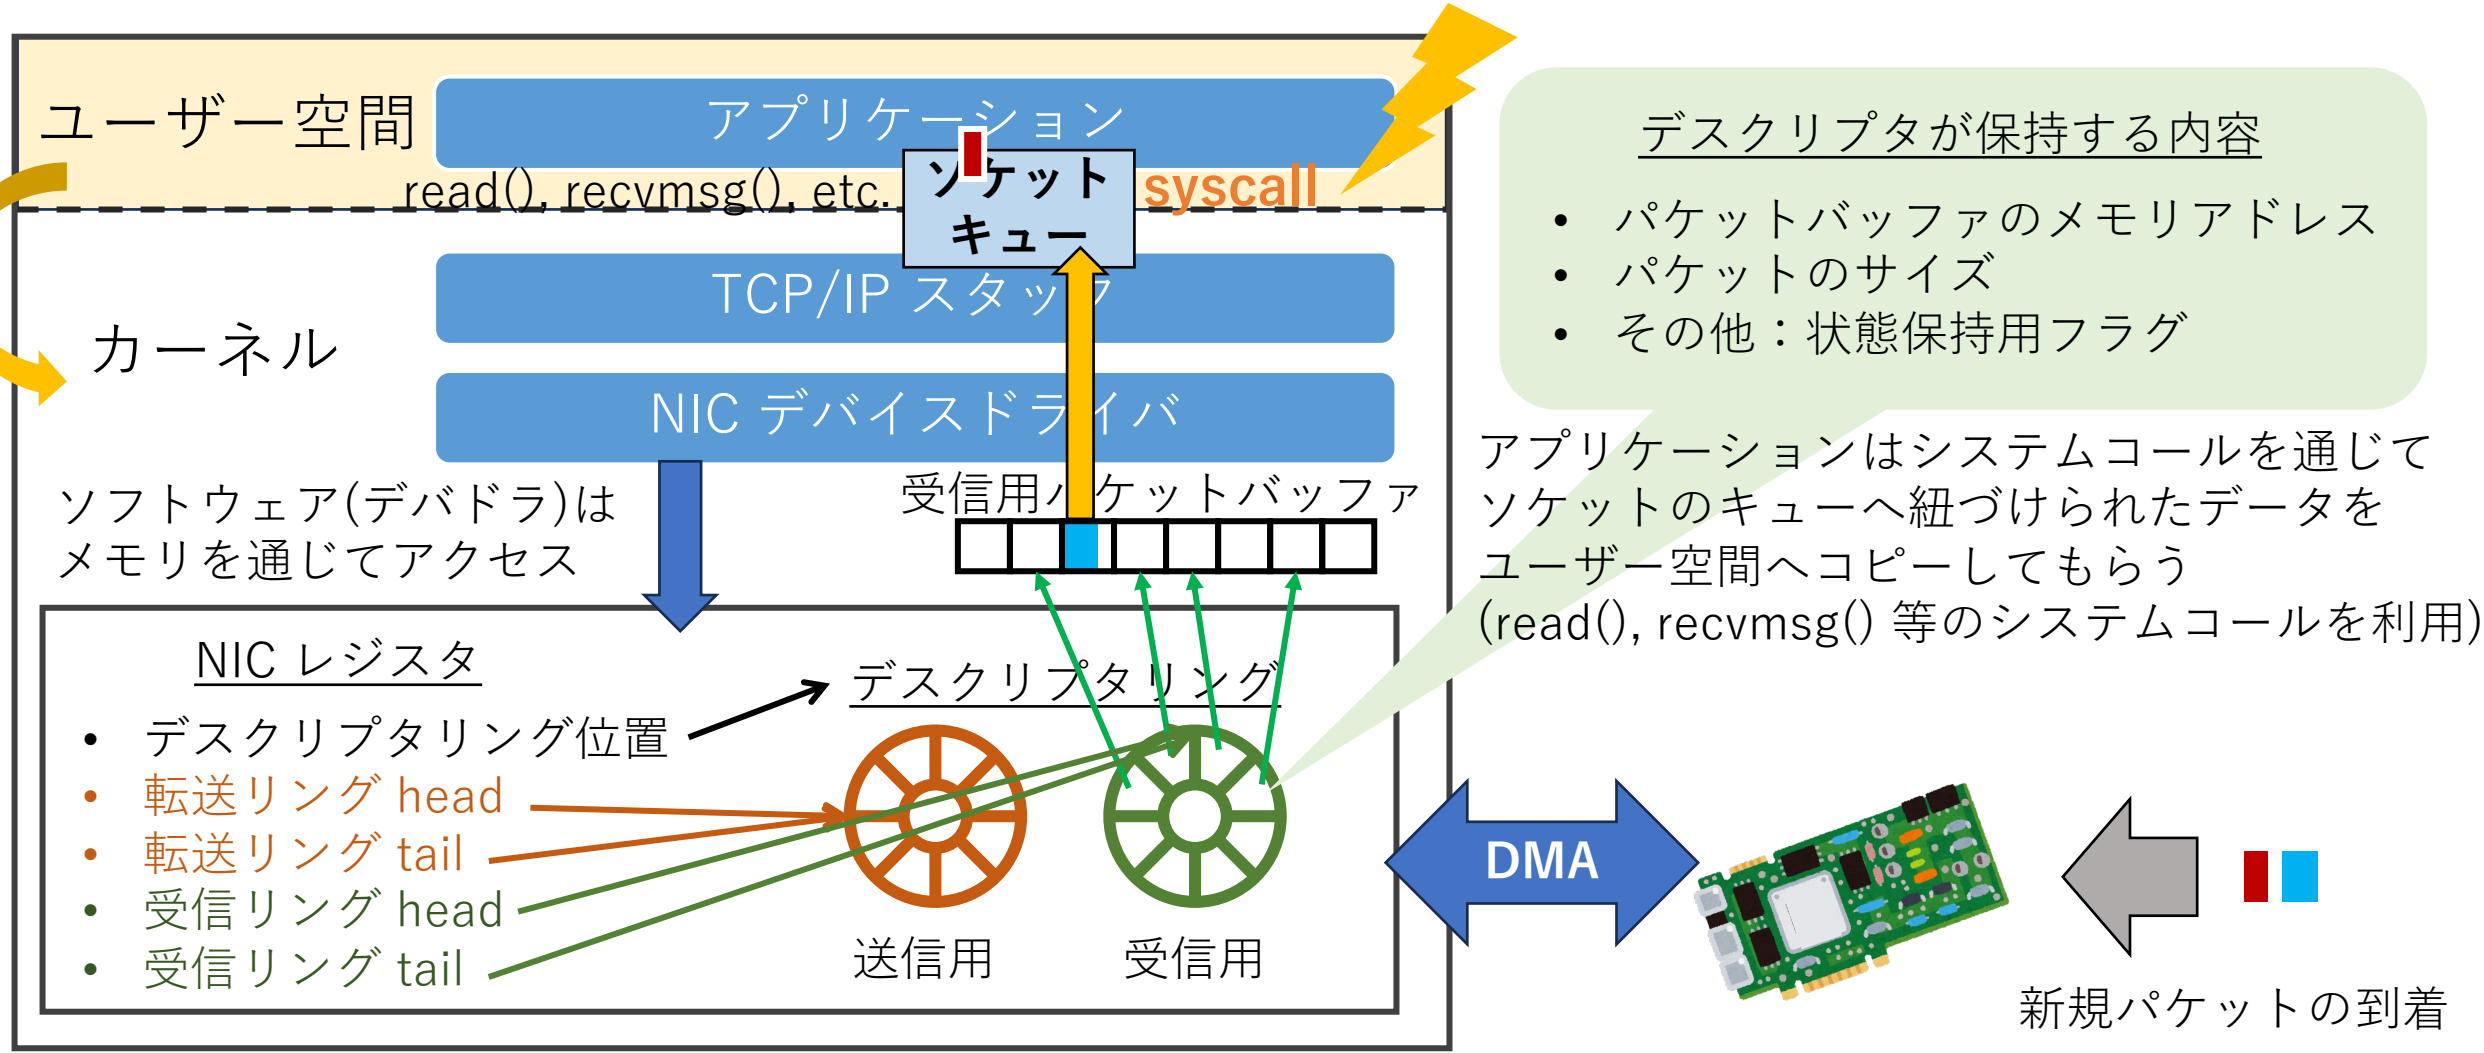 ユーザー空間
アプリケーション
read(), recvmsg(), etc.
ソケット
キュー
syscall
カーネル
TCP/IP スタック
NIC デバイスドライバ
ソフトウェア(デバドラ)は
メモリを通じてアクセス
受信用パケットバッファ
NIC レジスタ
• デスクリプタリング位置
• 転送リング head
• 転送リング tail
• 受信リング head
• 受信リング tail
デスクリプタリング
送信用
受信用
デスクリプタが保持する内容
• パケットバッファのメモリアドレス
• パケットのサイズ
• その他：状態保持用フラグ
アプリケーションはシステムコールを通じて
ソケットのキューへ紐づけられたデータを
ユーザー空間へコピーしてもらう
(read(), recvmsg() 等のシステムコールを利用)
DMA
新規パケットの到着